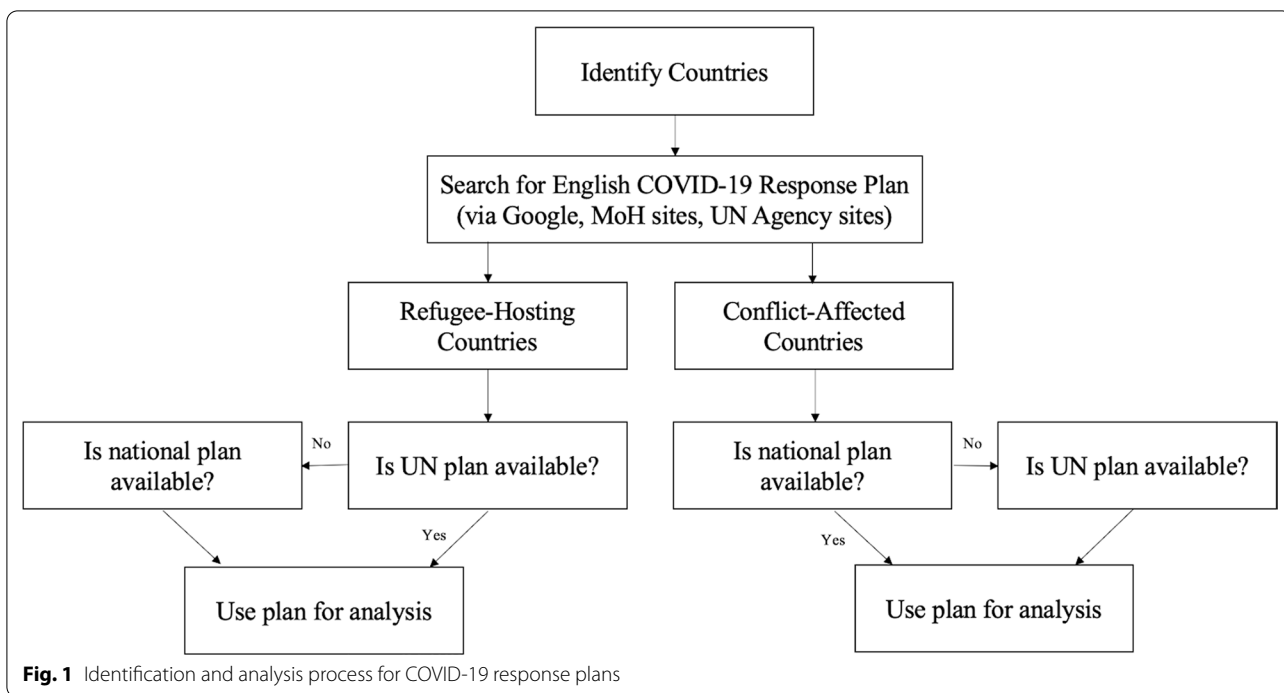 Identify Countries
Search for English COVID-19 Response Plan
(via Google, MoH sites, UN Agency sites)
Refugee-Hosting
Countries
Conflict-Affected
Countries
Is national plan
available?
No
Is UN plan available?
Is national plan
available?
No
Is UN plan available?
Yes
Yes
Use plan for analysis
Use plan for analysis
Fig. 1 Identification and analysis process for COVID-19 response plans